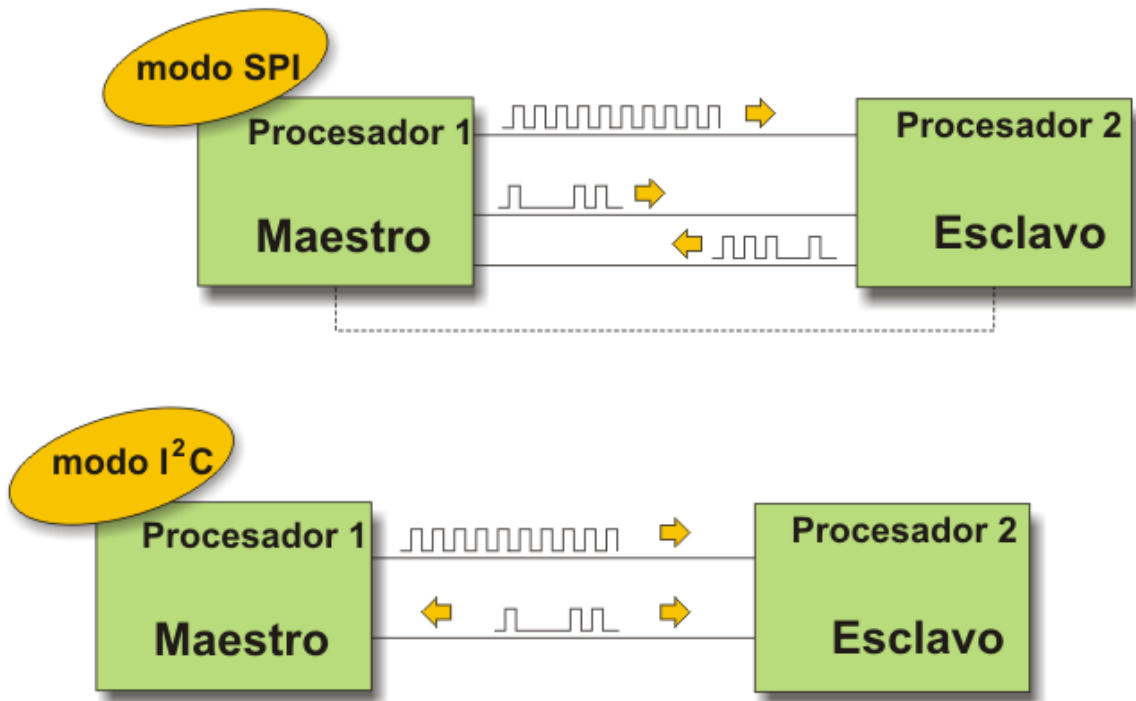 modo SPI
Procesador 1
Maestro
Procesador 2
Esclavo
modo I²C
Procesador 1
Maestro
Procesador 2
Esclavo